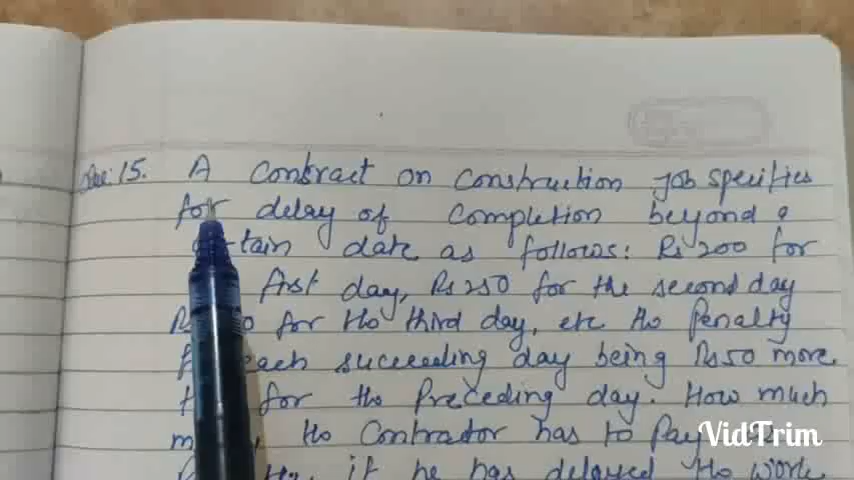 Que. 15. A Contract on Construction job specifies
for delay of Completion beyond a
tain date as follows: Rs 200 for
first day, Rs 250 for the second day
0 for the third day, etc the Penalty
each succeeding day being Rs 50 more
for the Preceding day. How much
the Contractor has to Pay
if he has delayed the work
VidTrim